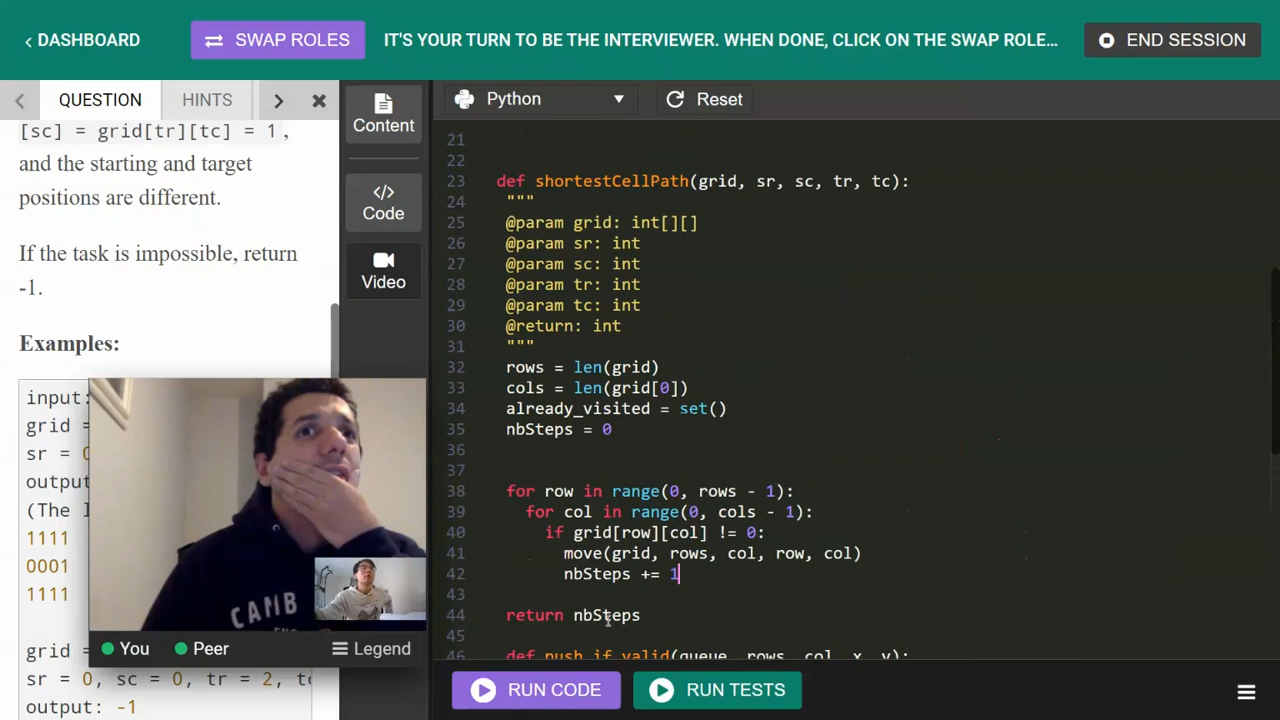 DASHBOARD
SWAP ROLES
IT'S YOUR TURN TO BE THE INTERVIEWER. WHEN DONE, CLICK ON THE SWAP ROLE...
END SESSION
QUESTION
HINTS
[sc] = grid[tr][tc] = 1 ,
and the starting and target
positions are different.
If the task is impossible, return
-1.
Examples:
input:
grid =
sr =
output
(The l
1111
0001
1111
grid =
sr = 0, sc = 0, tr = 2, tc
output: -1
CAMB
You
Peer
Legend
Content
Code
Video
Python
Reset
21
22
23 def shortestCellPath(grid, sr, sc, tr, tc):
24 """
25 @param grid: int[][]
26 @param sr: int
27 @param sc: int
28 @param tr: int
29 @param tc: int
30 @return: int
31 """
32 rows = len(grid)
33 cols = len(grid[0])
34 already_visited = set()
35 nbSteps = 0
36
37
38 for row in range(0, rows - 1):
39 for col in range(0, cols - 1):
40 if grid[row][col] != 0:
41 move(grid, rows, col, row, col)
42 nbSteps += 1
43
44 return nbSteps
45
46 def push_if_valid(queue, rows, col, x, y):
RUN CODE
RUN TESTS